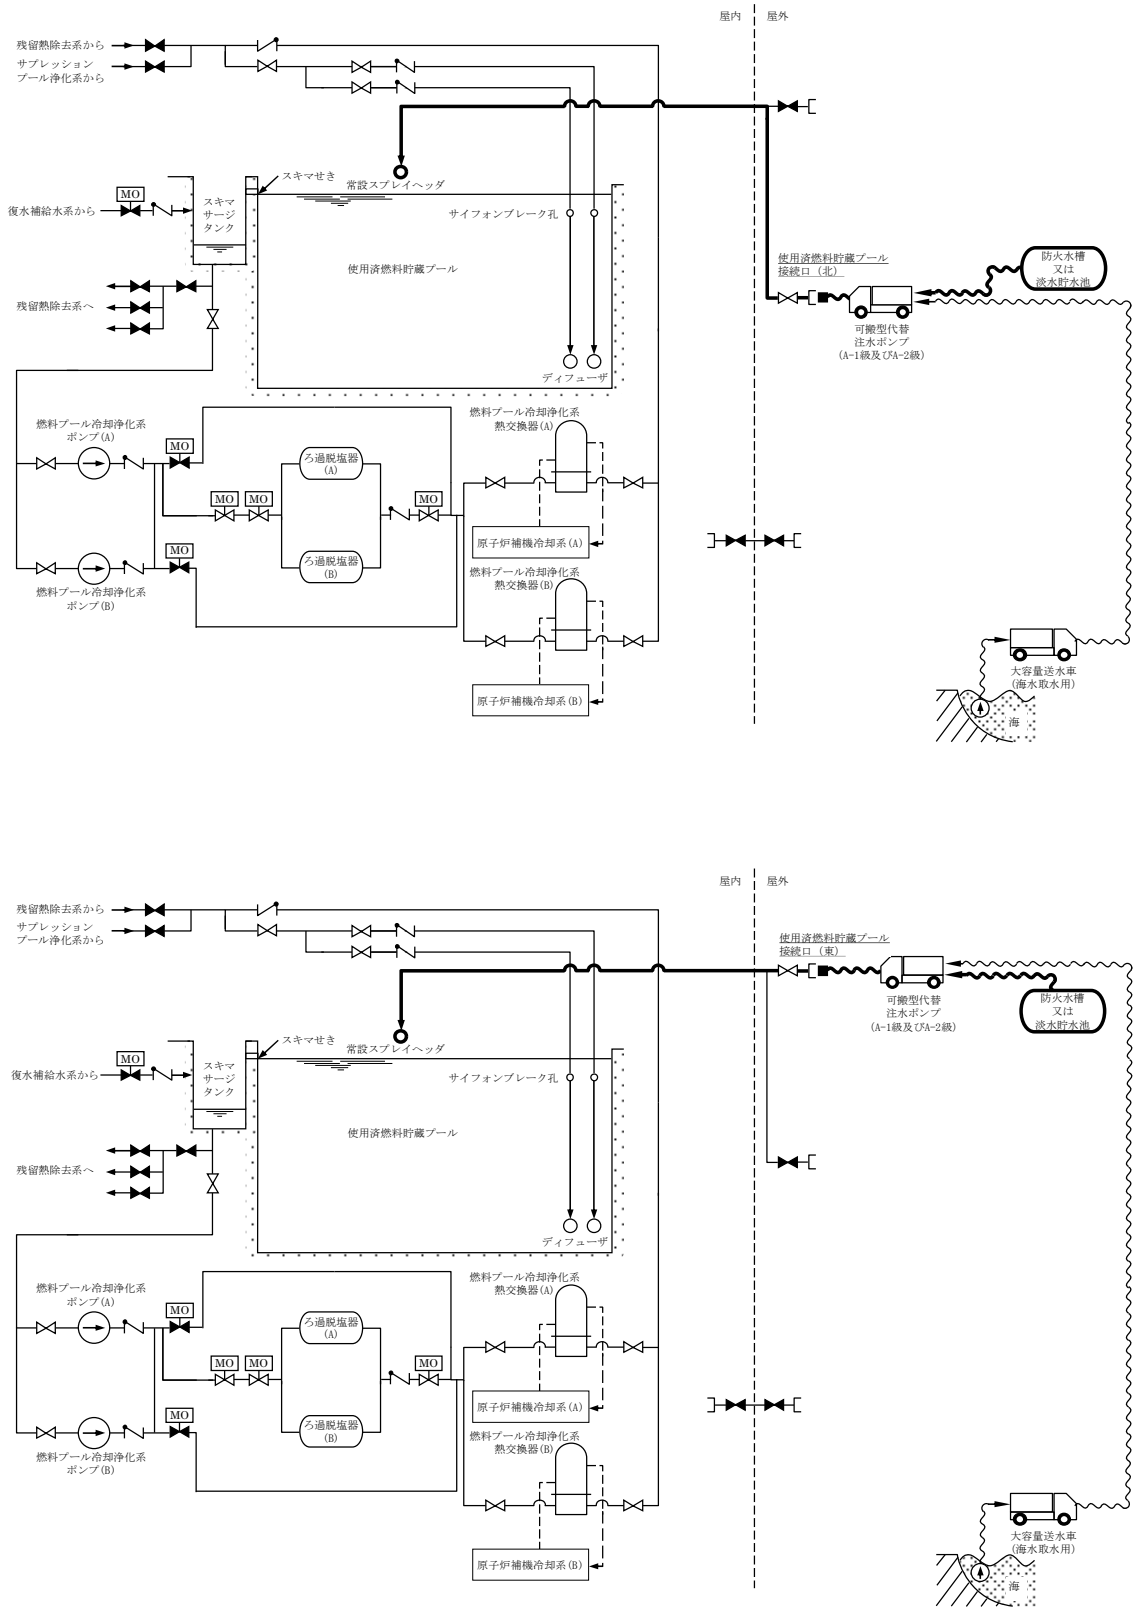 屋内
屋外
残留熱除去系から
サプレッション
プール浄化系から
スキマせき
常設スプレイヘッダ
MO
復水補給水系から
スキマ
サージ
タンク
サイフォンブレーク孔
使用済燃料貯蔵プール
使用済燃料貯蔵プール
接続口（北）
防火水槽
又は
淡水貯水池
残留熱除去系へ
可搬型代替
注水ポンプ
(A-1級及びA-2級)
ディフューザ
燃料プール冷却浄化系
ポンプ(A)
MO
ろ過脱塩器
(A)
燃料プール冷却浄化系
熱交換器(A)
MO
MO
MO
原子炉補機冷却系(A)
MO
ろ過脱塩器
(B)
燃料プール冷却浄化系
ポンプ(B)
燃料プール冷却浄化系
熱交換器(B)
原子炉補機冷却系(B)
大容量送水車
(海水取水用)
海
屋内
屋外
残留熱除去系から
サプレッション
プール浄化系から
使用済燃料貯蔵プール
接続口（東）
可搬型代替
注水ポンプ
(A-1級及びA-2級)
防火水槽
又は
淡水貯水池
スキマせき
常設スプレイヘッダ
MO
復水補給水系から
スキマ
サージ
タンク
サイフォンブレーク孔
使用済燃料貯蔵プール
残留熱除去系へ
ディフューザ
燃料プール冷却浄化系
ポンプ(A)
MO
ろ過脱塩器
(A)
燃料プール冷却浄化系
熱交換器(A)
MO
MO
MO
原子炉補機冷却系(A)
MO
ろ過脱塩器
(B)
燃料プール冷却浄化系
ポンプ(B)
燃料プール冷却浄化系
熱交換器(B)
原子炉補機冷却系(B)
大容量送水車
(海水取水用)
海